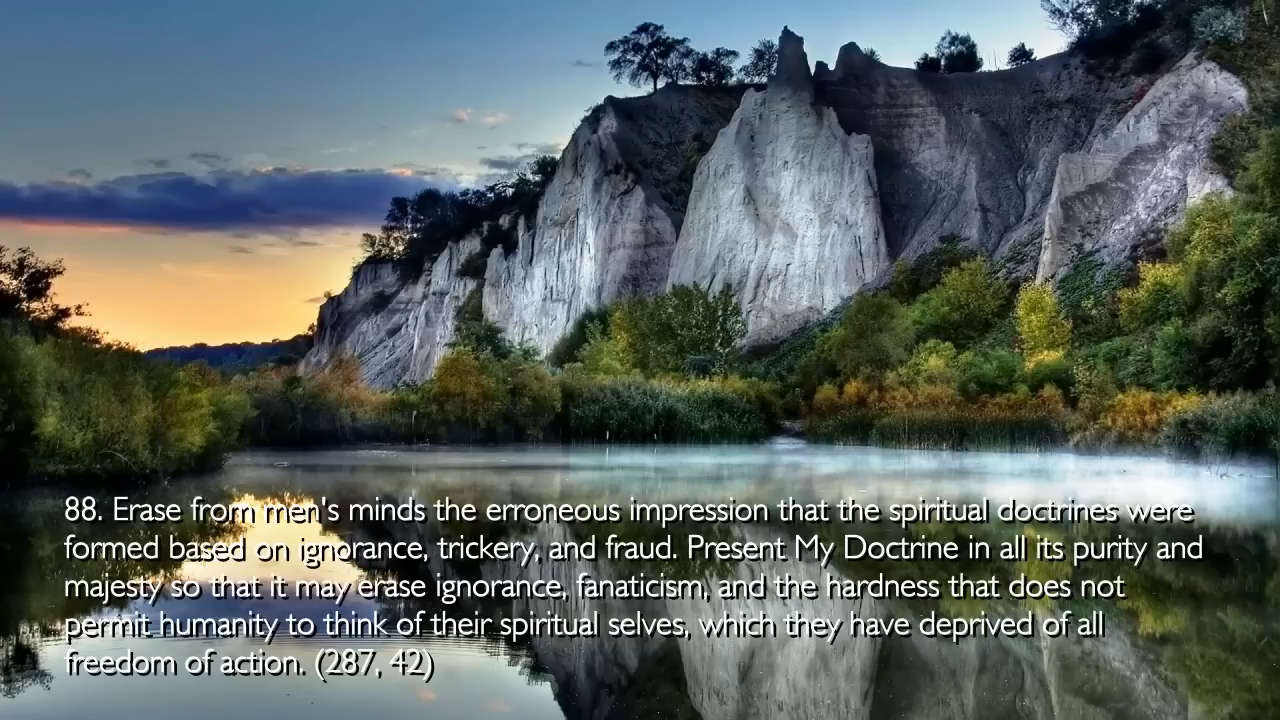 88. Erase from men's minds the erroneous impression that the spiritual doctrines were
formed based on ignorance, trickery, and fraud. Present My Doctrine in all its purity and
majesty so that it may erase ignorance, fanaticism, and the hardness that does not
permit humanity to think of their spiritual selves, which they have deprived of all
freedom of action. (287, 42)